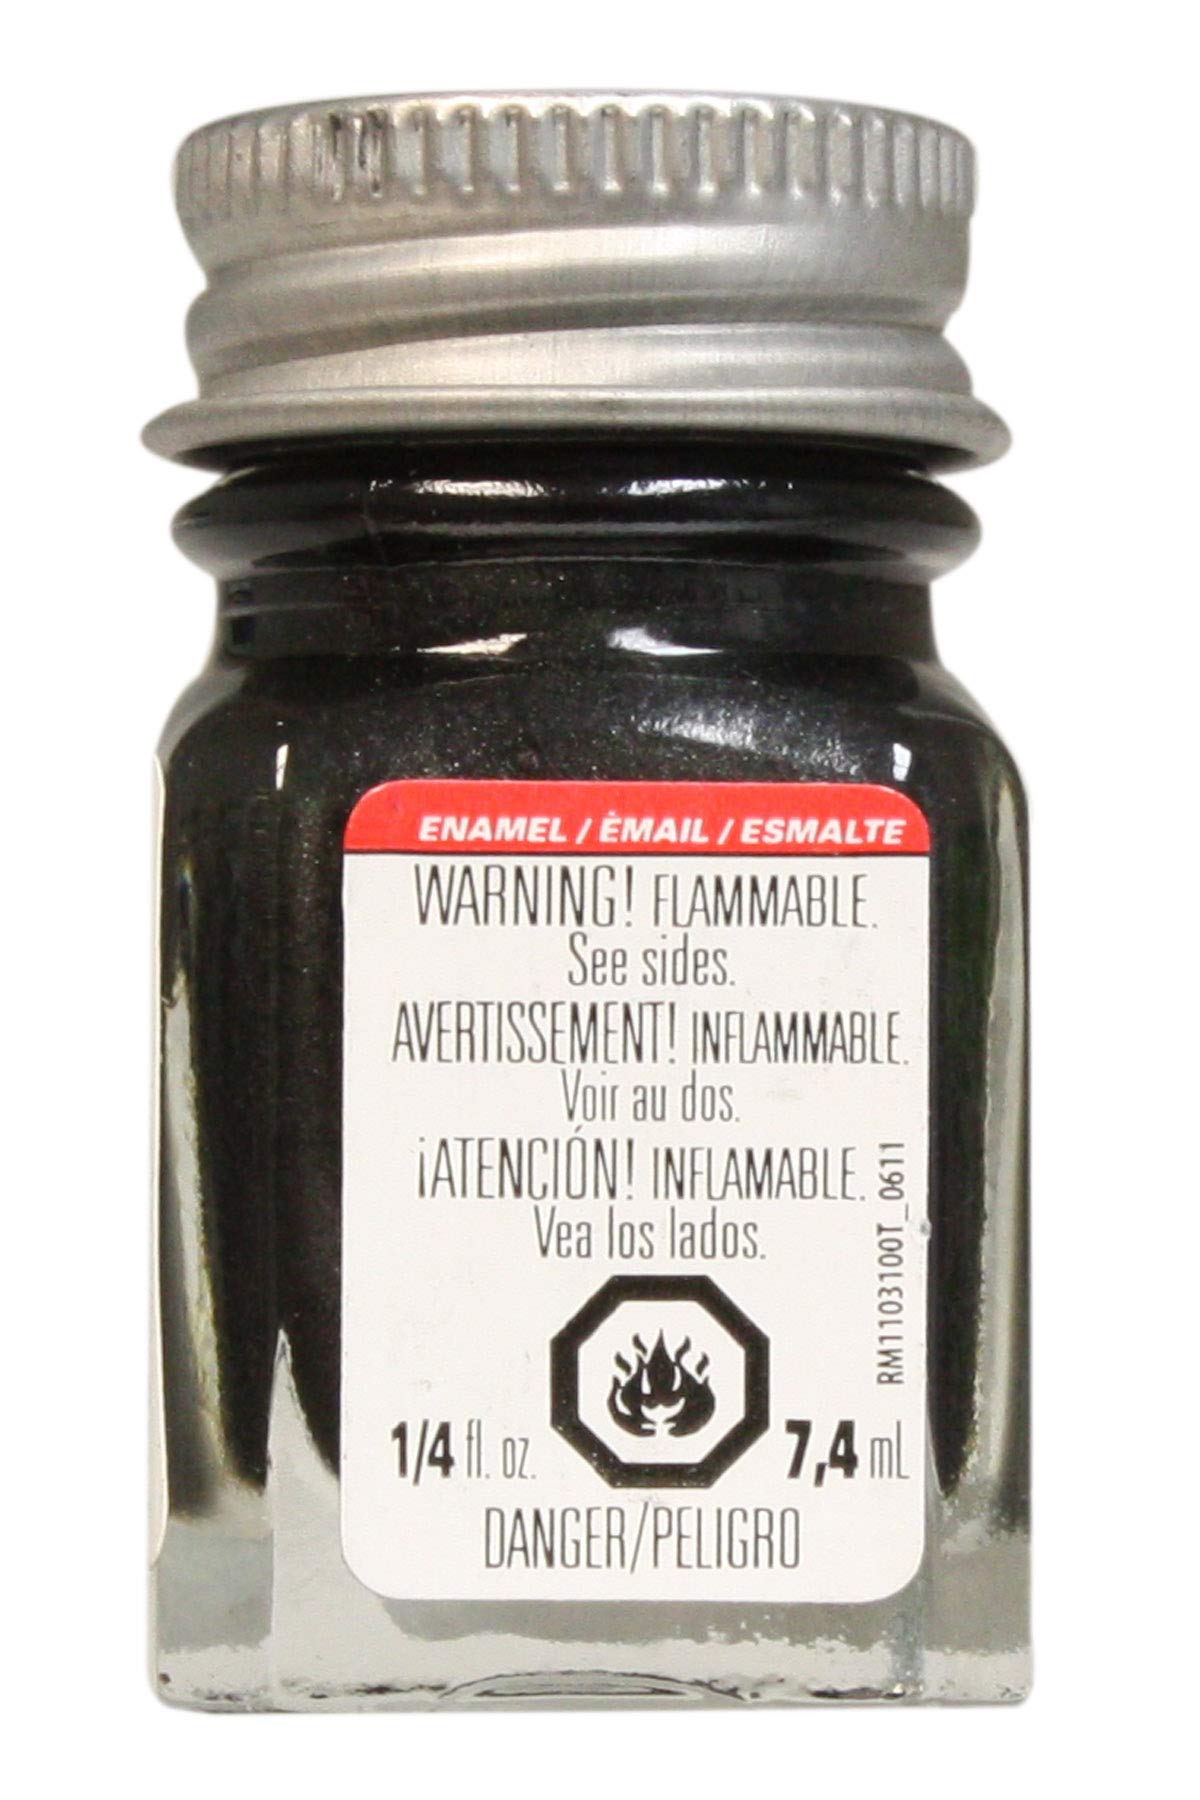 ENAMEL / ÈMAIL / ESMALTE
WARNING! FLAMMABLE.
See sides.
AVERTISSEMENT! INFLAMMABLE.
Voir au dos.
¡ATENCIÓN! INFLAMABLE.
Vea los lados.
RM1103100T_0611
1/4 fl. oz. 7,4 mL
DANGER/PELIGRO